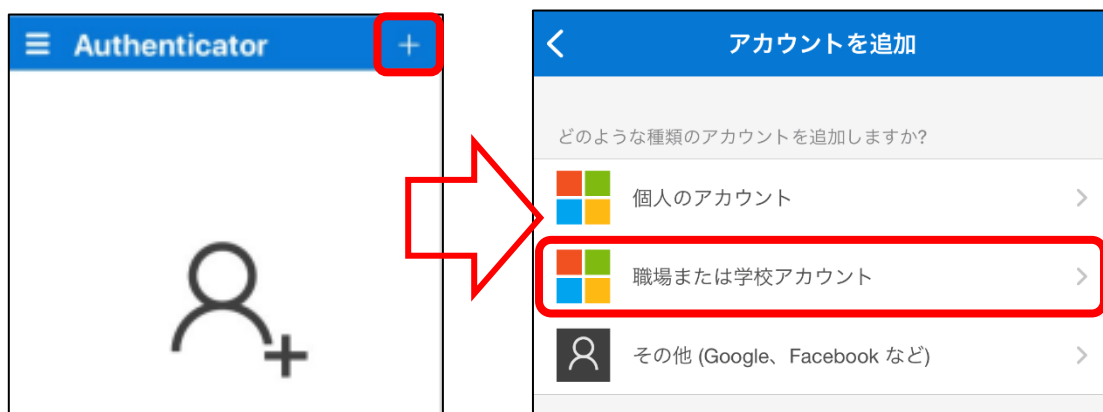 Authenticator
アカウントを追加
どのような種類のアカウントを追加しますか?
個人のアカウント
職場または学校アカウント
その他 (Google、Facebook など)